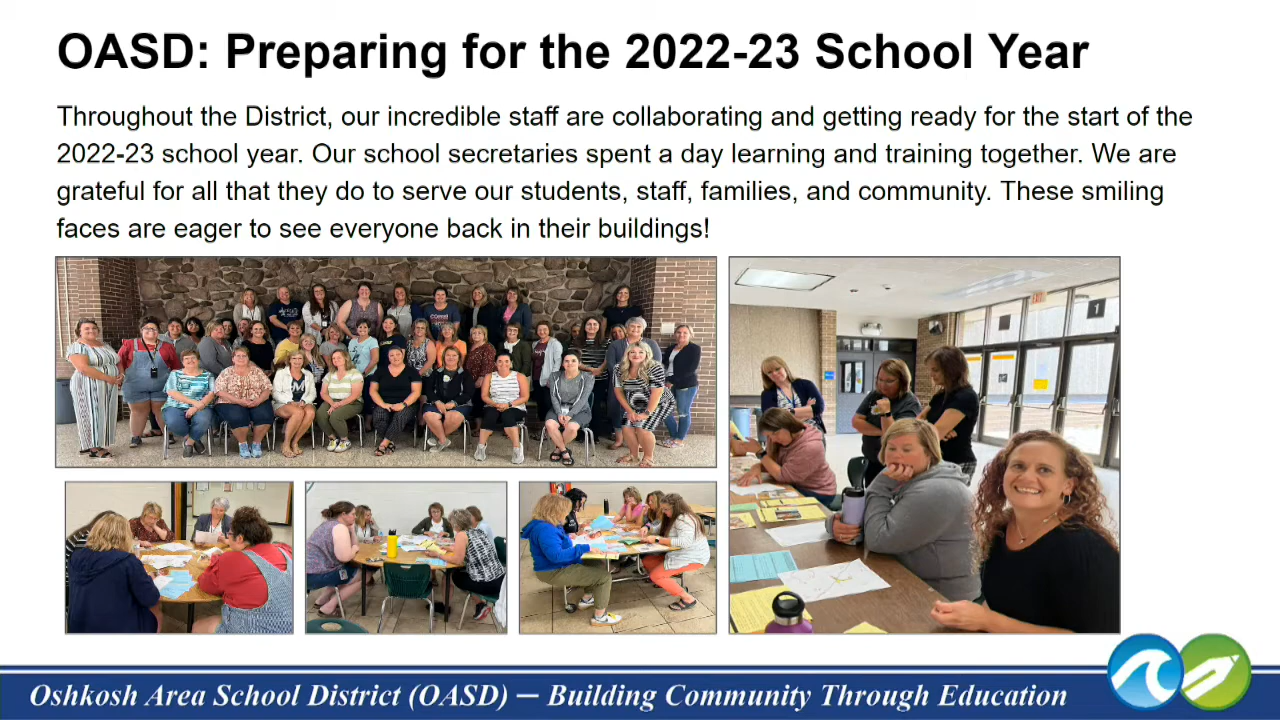 OASD: Preparing for the 2022-23 School Year
Throughout the District, our incredible staff are collaborating and getting ready for the start of the
2022-23 school year. Our school secretaries spent a day learning and training together. We are
grateful for all that they do to serve our students, staff, families, and community. These smiling
faces are eager to see everyone back in their buildings!
1
Oshkosh Area School District (OASD) — Building Community Through Education